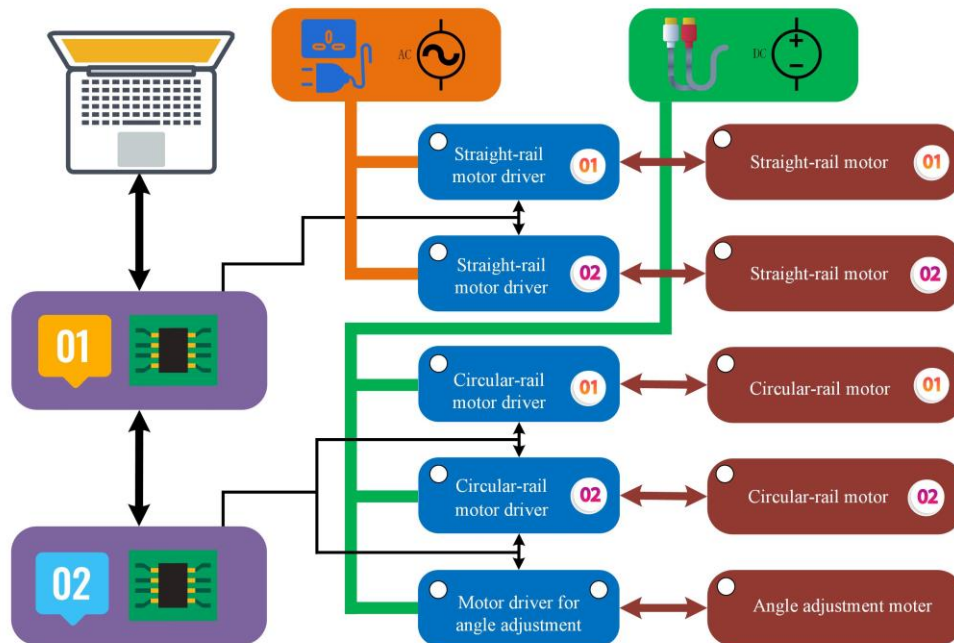 AC
DC
Straight-rail
motor driver
01
Straight-rail motor
01
Straight-rail
motor driver
02
Straight-rail motor
02
01
Circular-rail
motor driver
01
Circular-rail motor
01
Circular-rail
motor driver
02
Circular-rail motor
02
02
Motor driver for
angle adjustment
Angle adjustment moter